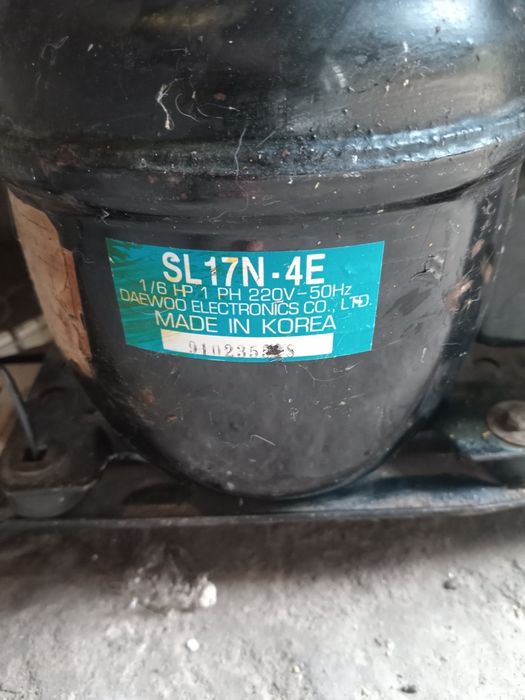 SL17N-4E
1/6 HP 1 PH 220V-50Hz
DAEWOO ELECTRONICS CO., LTD.
MADE IN KOREA